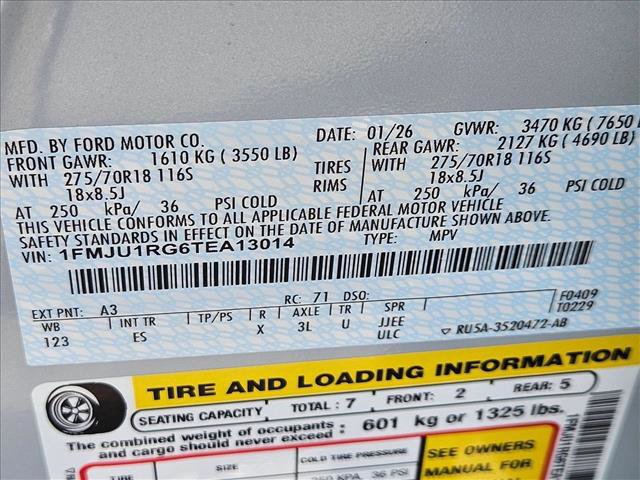 MFD. BY FORD MOTOR CO.
DATE: 01/26 GVWR: 3470 KG ( 7650
FRONT GAWR: 1610 KG ( 3550 LB)
REAR GAWR: 2127 KG ( 4690 LB)
WITH 275/70R18 116S TIRES 275/70R18 116S
18x8.5J RIMS 18x8.5J
AT 250 kPa/ 36 PSI COLD AT 250 kPa/ 36 PSI COLD
THIS VEHICLE CONFORMS TO ALL APPLICABLE FEDERAL MOTOR VEHICLE
SAFETY STANDARDS IN EFFECT ON THE DATE OF MANUFACTURE SHOWN ABOVE.
VIN: 1FMJU1RG6TEA13014 TYPE: MPV
EXT PNT: A3 RC: 71 DSO: F0409
WB INT TR TP/PS R AXLE TR SPR T0229
123 ES X 3L U JJEE
ULC RU5A-3520472-AB
TIRE AND LOADING INFORMATION
SEATING CAPACITY TOTAL : 7 FRONT: 2 REAR: 5
The combined weight of occupants and cargo should never exceed : 601 kg or 1325 lbs.
TIRE SIZE COLD TIRE PRESSURE SEE OWNERS
MANUAL FOR
250 KPA, 36 PSI